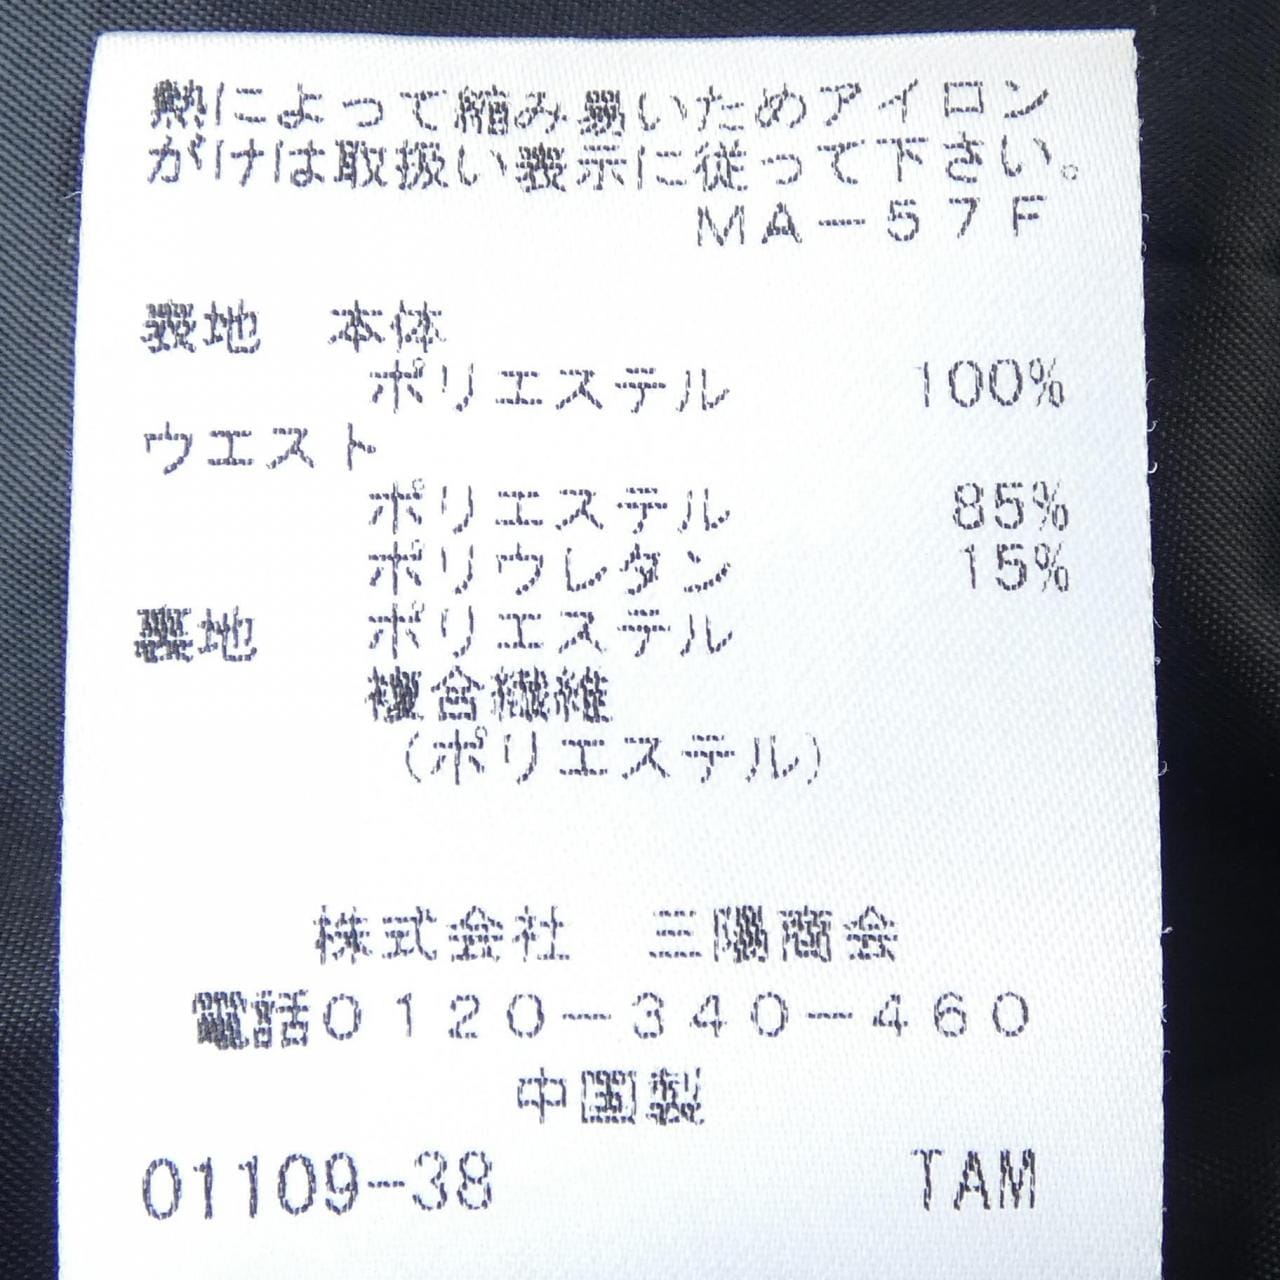 熱によって縮み易いためアイロン
がけは取扱い表示に従って下さい。
MA－57F
表地　本体
ポリエステル 100%
ウエスト
ポリエステル 85%
ポリウレタン 15%
裏地 ポリエステル
複合繊維
(ポリエステル)
株式会社　三陽商会
電話0120－340－460
中国製
01109-38 TAM